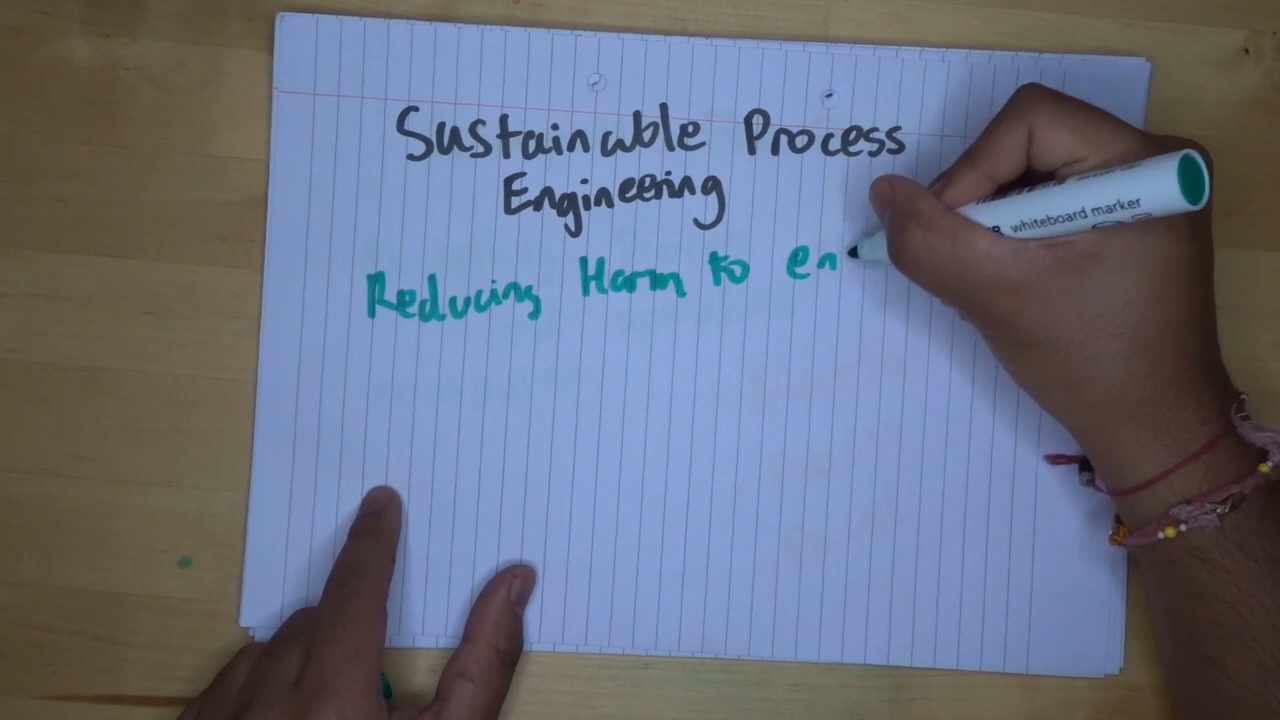 Sustainable Process
Engineering
Reducing Harm to en
whiteboard marker